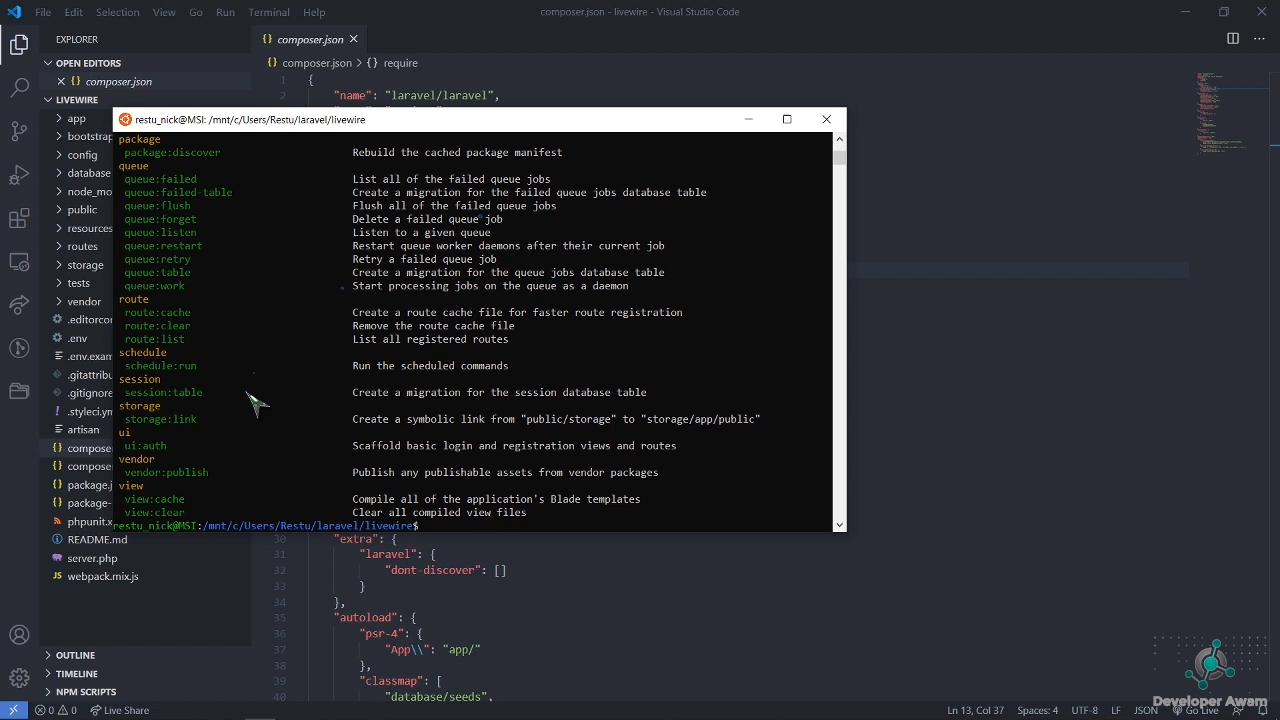 File Edit Selection View Go Run Terminal Help
composer.json - livewire - Visual Studio Code
EXPLORER
composer.json
OPEN EDITORS
composer.json
composer.json > {} require
LIVEWIRE
1 {
2 "name": "laravel/laravel",
app
bootstrap
config
node_mo
public
resources
routes
storage
tests
vendor
.editorcon
.env
.env.exam
.gitattribu
.gitignore
.styleci.ym
artisan
compose
compose
package.j
package-
phpunit.x
README.md
server.php
webpack.mix.js
restu_nick@MSI: /mnt/c/Users/Restu/laravel/livewire
package
package:discover Rebuild the cached package manifest
queue
queue:failed List all of the failed queue jobs
queue:failed-table Create a migration for the failed queue jobs database table
queue:flush Flush all of the failed queue jobs
queue:forget Delete a failed queue job
queue:listen Listen to a given queue
queue:restart Restart queue worker daemons after their current job
queue:retry Retry a failed queue job
queue:table Create a migration for the queue jobs database table
queue:work Start processing jobs on the queue as a daemon
route
route:cache Create a route cache file for faster route registration
route:clear Remove the route cache file
route:list List all registered routes
schedule
schedule:run Run the scheduled commands
session
session:table Create a migration for the session database table
storage
storage:link Create a symbolic link from "public/storage" to "storage/app/public"
ui
ui:auth Scaffold basic login and registration views and routes
vendor
vendor:publish Publish any publishable assets from vendor packages
view
view:cache Compile all of the application's Blade templates
view:clear Clear all compiled view files
restu_nick@MSI:/mnt/c/Users/Restu/laravel/livewire$
30 "extra": {
31 "laravel": {
32 "dont-discover": []
33 }
34 },
35 "autoload": {
36 "psr-4": {
37 "App\\": "app/"
38 },
39 "classmap": [
40 "database/seeds",
OUTLINE
TIMELINE
NPM SCRIPTS
Developer Awam
0 0 Live Share
Ln 13, Col 37 Spaces: 4 UTF-8 LF JSON Go Live